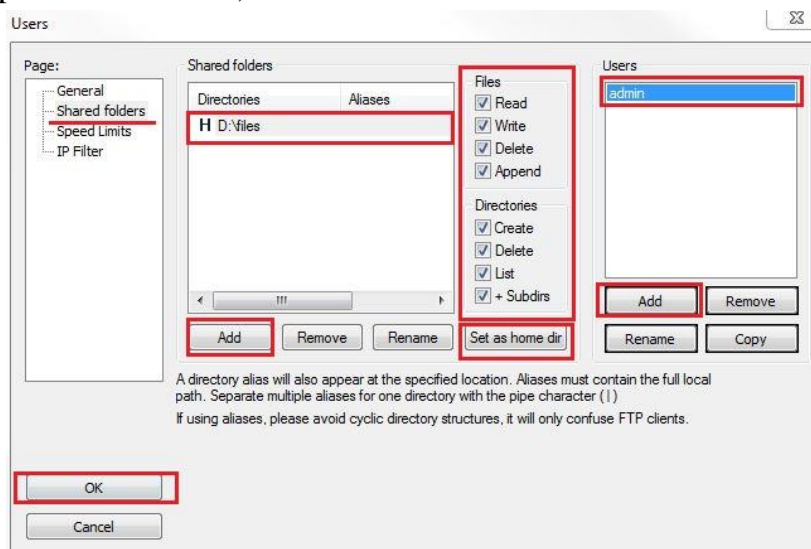 Users
Page:
General
Shared folders
Speed Limits
IP Filter
Shared folders
Directories Aliases
H D:\files
Files
Read
Write
Delete
Append
Directories
Create
Delete
List
+ Subdirs
Add Remove Rename Set as home dir
Users
admin
Add Remove
Rename Copy
A directory alias will also appear at the specified location. Aliases must contain the full local
path. Separate multiple aliases for one directory with the pipe character (|)
If using aliases, please avoid cyclic directory structures, it will only confuse FTP clients.
OK
Cancel